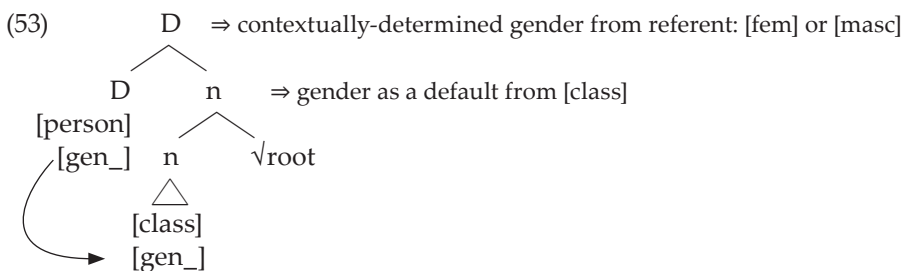 (53) D ⇒ contextually-determined gender from referent: [fem] or [masc]
D n ⇒ gender as a default from [class]
[person]
[gen_] n √root
[class]
[gen_]